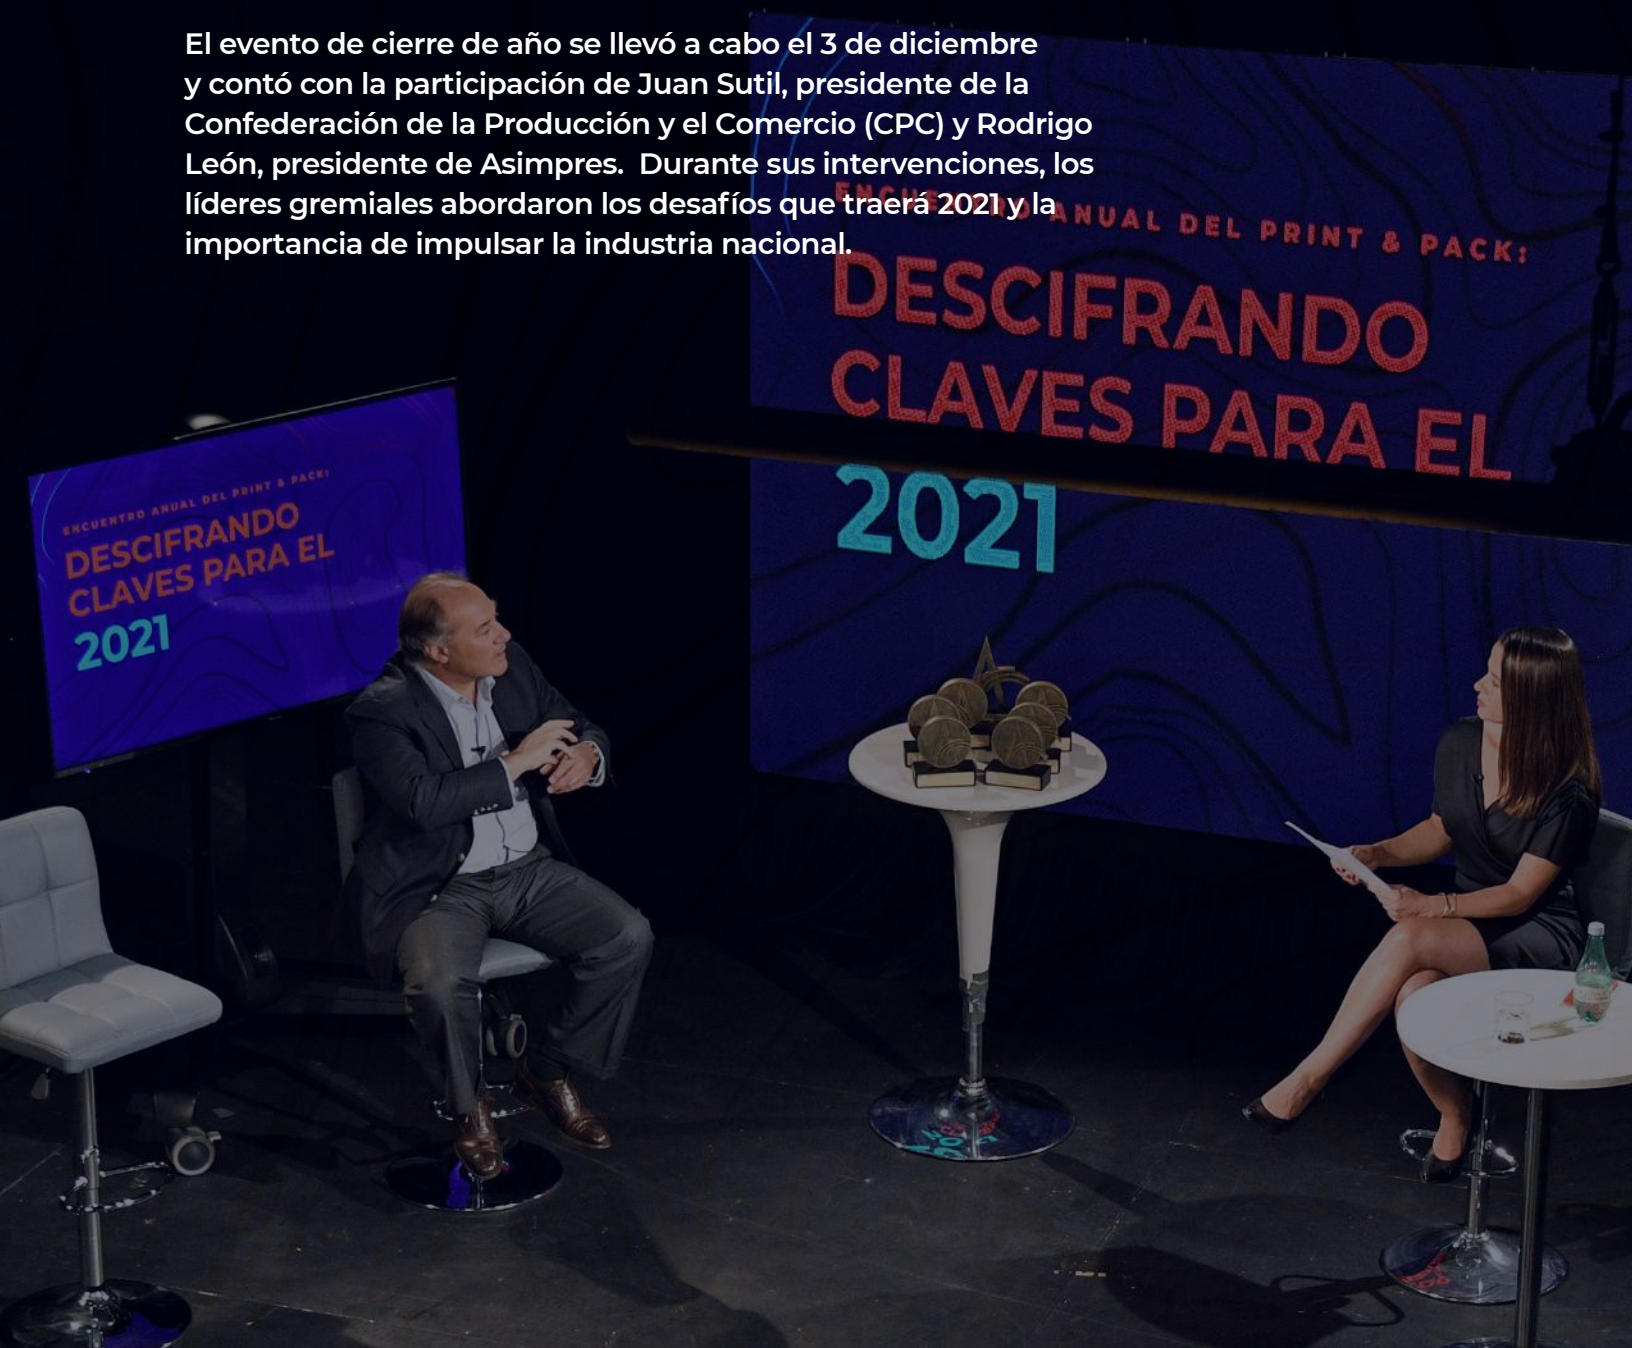 El evento de cierre de año se llevó a cabo el 3 de diciembre
y contó con la participación de Juan Sutil, presidente de la
Confederación de la Producción y el Comercio (CPC) y Rodrigo
León, presidente de Asimpres.  Durante sus intervenciones, los
líderes gremiales abordaron los desafíos que traerá 2021 y la
importancia de impulsar la industria nacional.
ENCUENTRO ANUAL DEL PRINT & PACK:
DESCIFRANDO
CLAVES PARA EL
2021
ENCUENTRO ANUAL DEL PRINT & PACK:
DESCIFRANDO
CLAVES PARA EL
2021